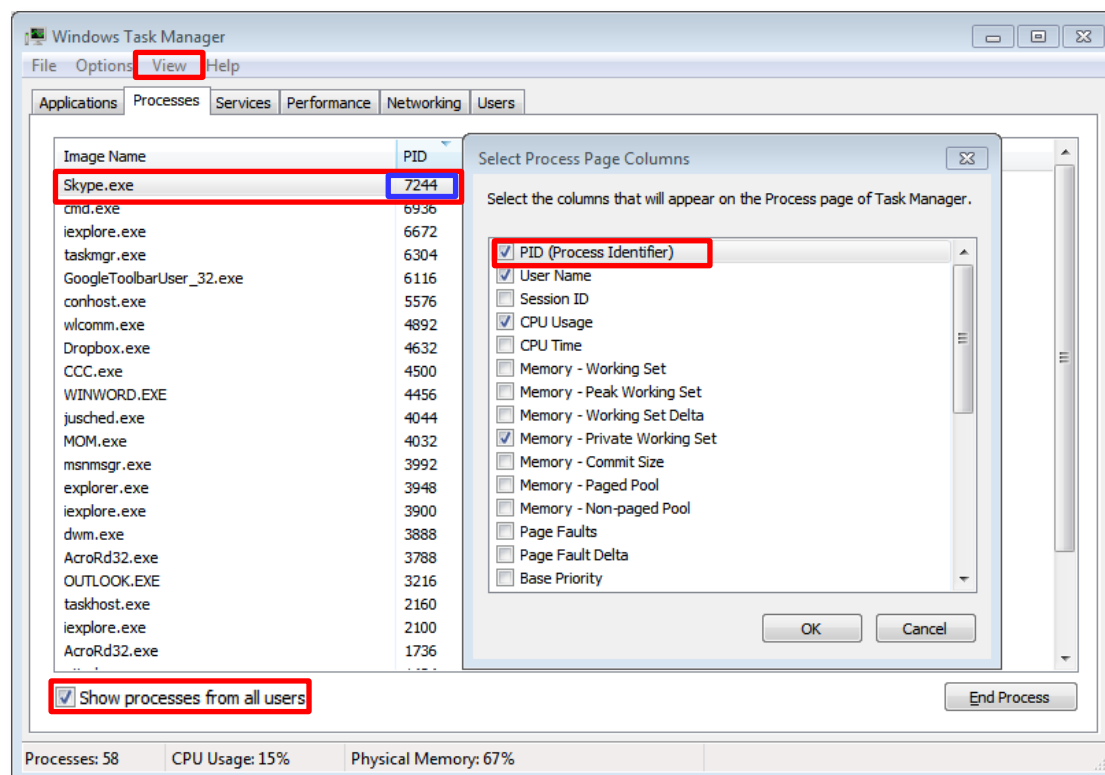 Windows Task Manager
File Options View Help
Applications Processes Services Performance Networking Users
Image Name PID
Skype.exe 7244
cmd.exe 6936
iexplore.exe 6672
taskmgr.exe 6304
GoogleToolbarUser_32.exe 6116
conhost.exe 5576
wlcomm.exe 4892
Dropbox.exe 4632
CCC.exe 4500
WINWORD.EXE 4456
jusched.exe 4044
MOM.exe 4032
msnmsgr.exe 3992
explorer.exe 3948
iexplore.exe 3900
dwm.exe 3888
AcroRd32.exe 3788
OUTLOOK.EXE 3216
taskhost.exe 2160
iexplore.exe 2100
AcroRd32.exe 1736
Select Process Page Columns
Select the columns that will appear on the Process page of Task Manager.
PID (Process Identifier)
User Name
Session ID
CPU Usage
CPU Time
Memory - Working Set
Memory - Peak Working Set
Memory - Working Set Delta
Memory - Private Working Set
Memory - Commit Size
Memory - Paged Pool
Memory - Non-paged Pool
Page Faults
Page Fault Delta
Base Priority
OK Cancel
Show processes from all users End Process
Processes: 58 CPU Usage: 15% Physical Memory: 67%